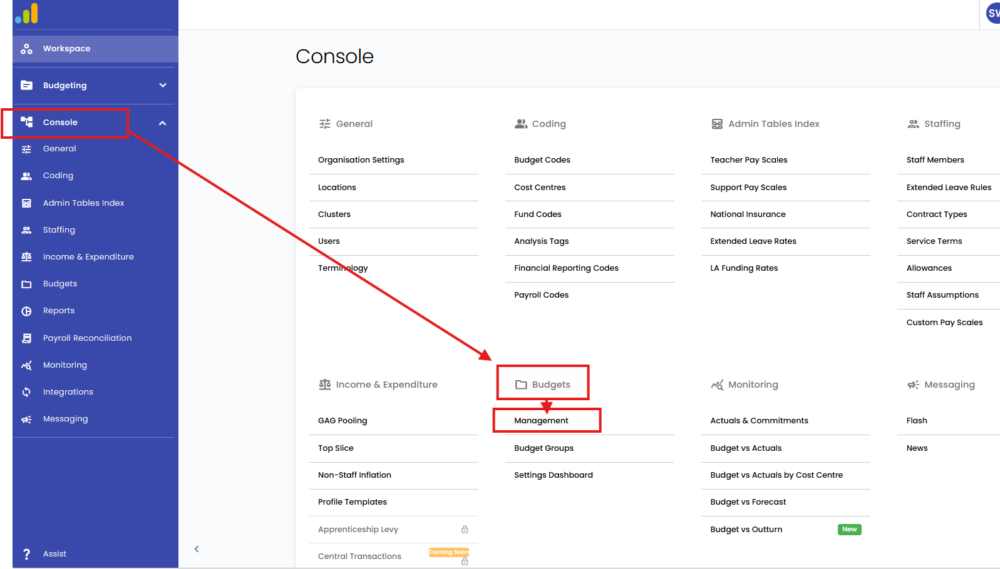 SW
Workspace
Budgeting
Console
General
Coding
Admin Tables Index
Staffing
Income & Expenditure
Budgets
Reports
Payroll Reconciliation
Monitoring
Integrations
Messaging
? Assist
Console
General
Organisation Settings
Locations
Clusters
Users
Terminology
Coding
Budget Codes
Cost Centres
Fund Codes
Analysis Tags
Financial Reporting Codes
Payroll Codes
Admin Tables Index
Teacher Pay Scales
Support Pay Scales
National Insurance
Extended Leave Rates
LA Funding Rates
Staffing
Staff Members
Extended Leave Rules
Contract Types
Service Terms
Allowances
Staff Assumptions
Custom Pay Scales
Income & Expenditure
GAG Pooling
Top Slice
Non-Staff Inflation
Profile Templates
Apprenticeship Levy
Central Transactions Coming Soon
Budgets
Management
Budget Groups
Settings Dashboard
Monitoring
Actuals & Commitments
Budget vs Actuals
Budget vs Actuals by Cost Centre
Budget vs Forecast
Budget vs Outturn New
Messaging
Flash
News